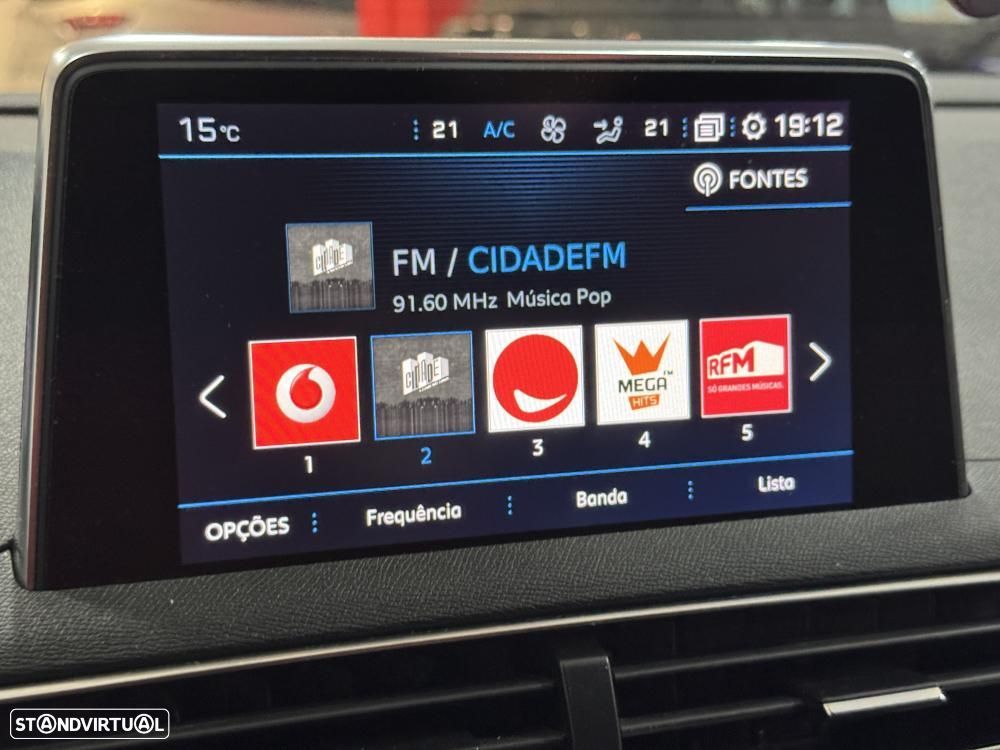 15°C 21 A/C 21 19:12
FONTES
CIDADE
FM / CIDADEFM
91.60 MHz Música Pop
CIDADE
MEGA FM
HITS
RFM
SÓ GRANDES MÚSICAS.
1 2 3 4 5
OPÇÕES Frequência Banda Lista
STANDVIRTUAL